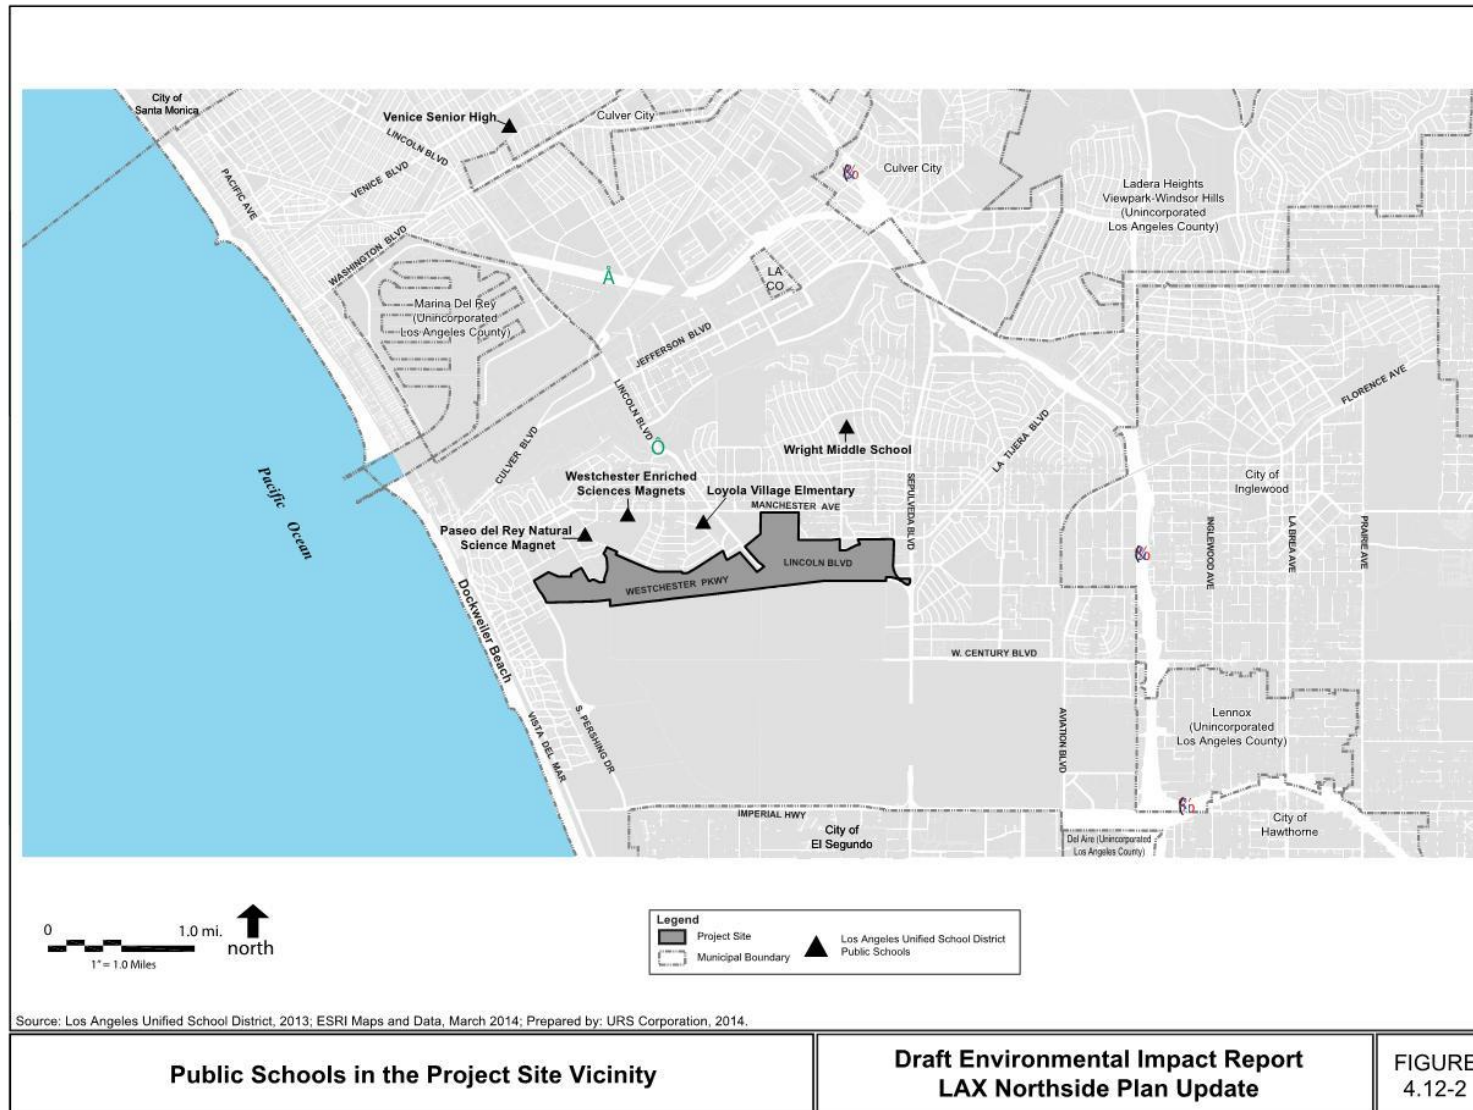 City of
Santa Monica
Venice Senior High
Culver City
LINCOLN BLVD
VENICE BLVD
PACIFIC AVE
Culver City
Ladera Heights
Viewpark-Windsor Hills
(Unincorporated
Los Angeles County)
WASHINGTON BLVD
Å
LA
CO
Marina Del Rey
(Unincorporated
Los Angeles County)
JEFFERSON BLVD
LINCOLN BLVD
FLORENCE AVE
Ô
CULVER BLVD
Wright Middle School
LA TIJERA BLVD
Pacific Ocean
Westchester Enriched
Sciences Magnets
Loyola Village Elmentary
MANCHESTER AVE
SEPULVEDA BLVD
City of
Inglewood
Paseo del Rey Natural
Science Magnet
INGLEWOOD AVE
LA BREA AVE
PRAIRIE AVE
LINCOLN BLVD
WESTCHESTER PKWY
Dockweiler Beach
W. CENTURY BLVD
S. PERSHING DR
VISTA DEL MAR
AVIATION BLVD
Lennox
(Unincorporated
Los Angeles County)
IMPERIAL HWY
City of
El Segundo
Del Aire (Unincorporated
Los Angeles County)
City of
Hawthorne
0
1.0 mi.
north
1" = 1.0 Miles
Legend
Project Site
Municipal Boundary
Los Angeles Unified School District
Public Schools
Source: Los Angeles Unified School District, 2013; ESRI Maps and Data, March 2014; Prepared by: URS Corporation, 2014.
Public Schools in the Project Site Vicinity
Draft Environmental Impact Report
LAX Northside Plan Update
FIGURE
4.12-2